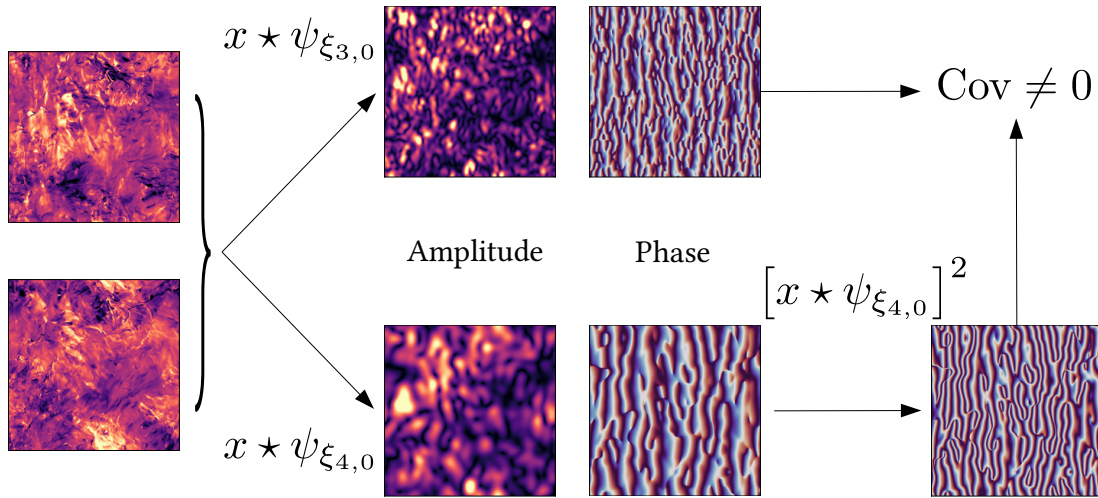 x ⋆ ψ_{ξ_{3,0}}
Cov ≠ 0
Amplitude
Phase
[x ⋆ ψ_{ξ_{4,0}}]^2
x ⋆ ψ_{ξ_{4,0}}